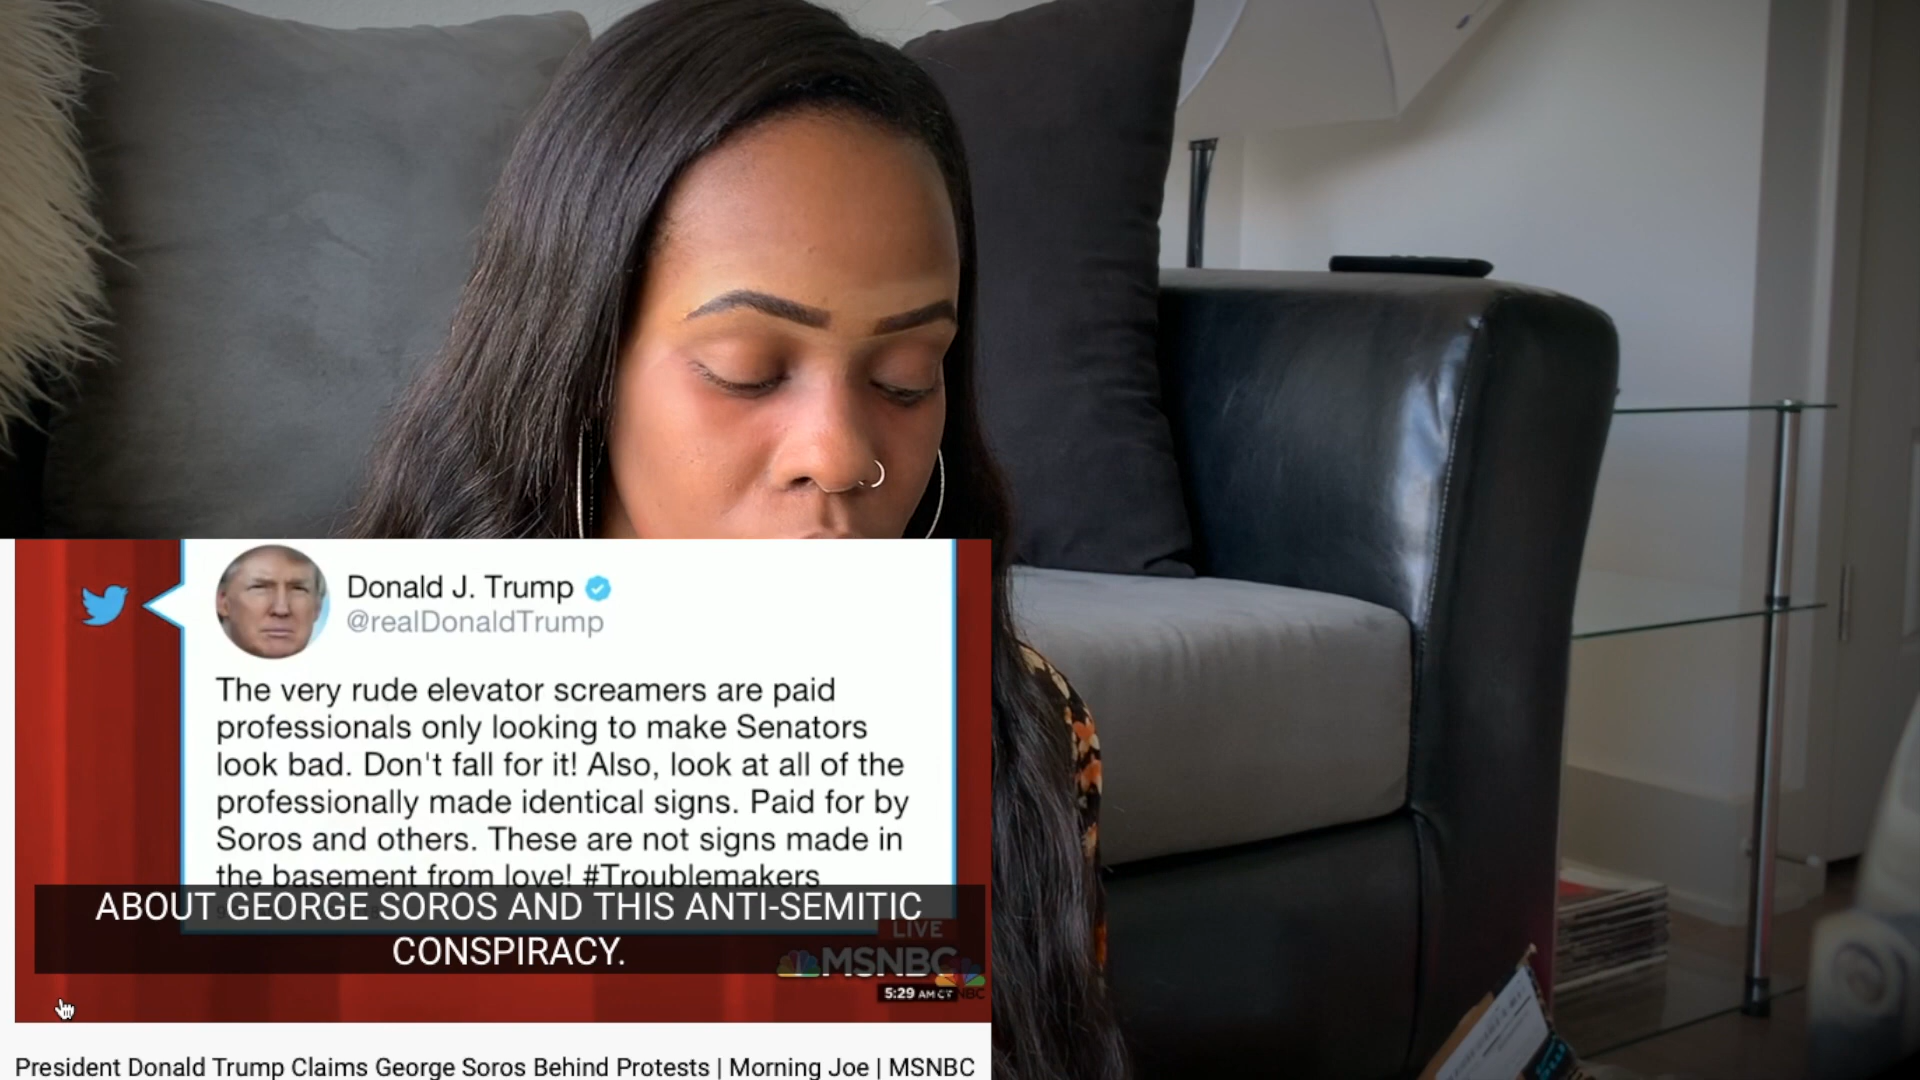 Donald J. Trump
@realDonaldTrump
The very rude elevator screamers are paid
professionals only looking to make Senators
look bad. Don't fall for it! Also, look at all of the
professionally made identical signs. Paid for by
Soros and others. These are not signs made in
the basement from love! #Troublemakers
ABOUT GEORGE SOROS AND THIS ANTI-SEMITIC
CONSPIRACY.
LIVE
MSNBC
5:29 AM CT
President Donald Trump Claims George Soros Behind Protests | Morning Joe | MSNBC